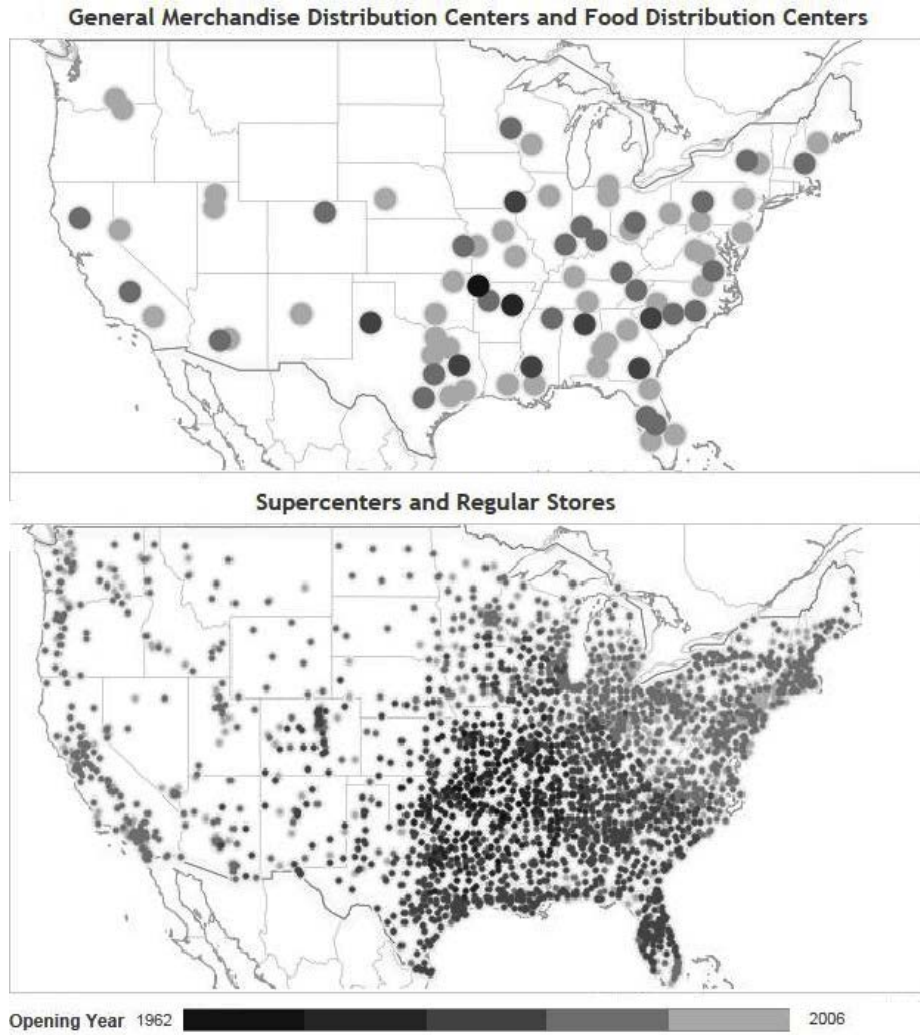 General Merchandise Distribution Centers and Food Distribution Centers
Supercenters and Regular Stores
Opening Year 1962 2006